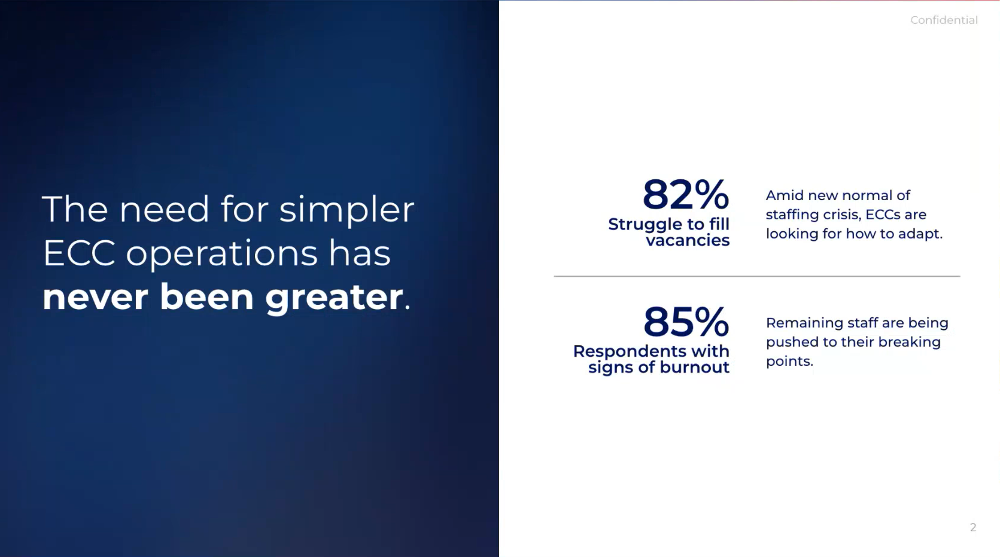 Confidential
The need for simpler
ECC operations has
never been greater.
82%
Struggle to fill
vacancies
Amid new normal of
staffing crisis, ECCs are
looking for how to adapt.
85%
Respondents with
signs of burnout
Remaining staff are being
pushed to their breaking
points.
2